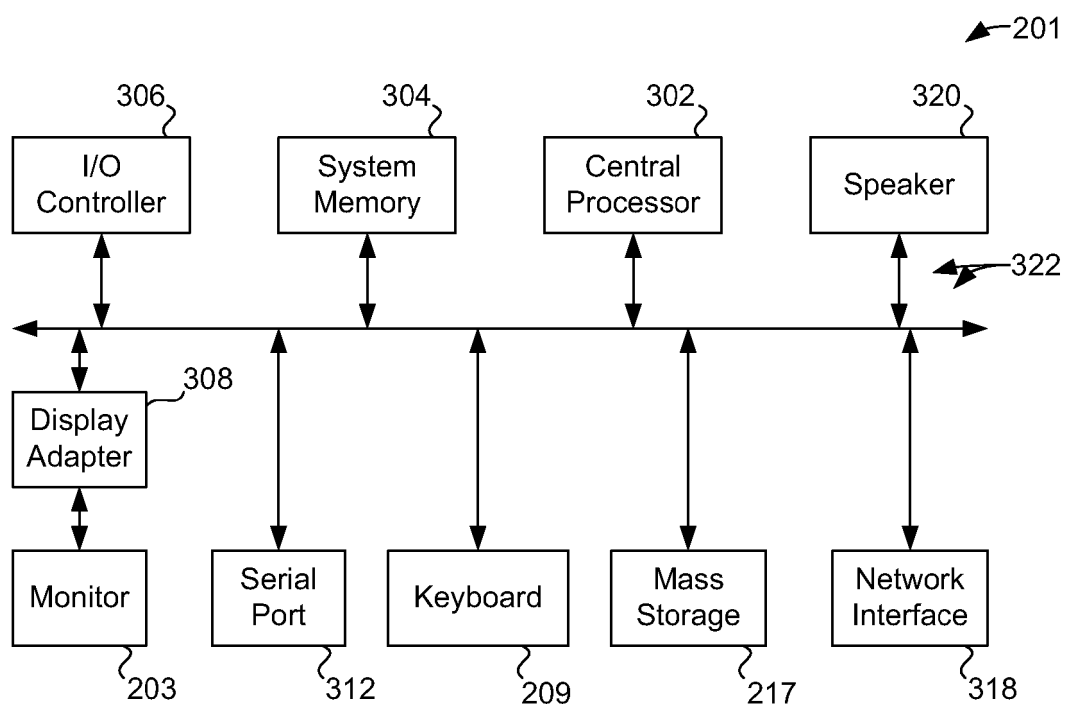 201
306
304
302
320
I/O
Controller
System
Memory
Central
Processor
Speaker
322
308
Display
Adapter
Monitor
Serial
Port
Keyboard
Mass
Storage
Network
Interface
203
312
209
217
318